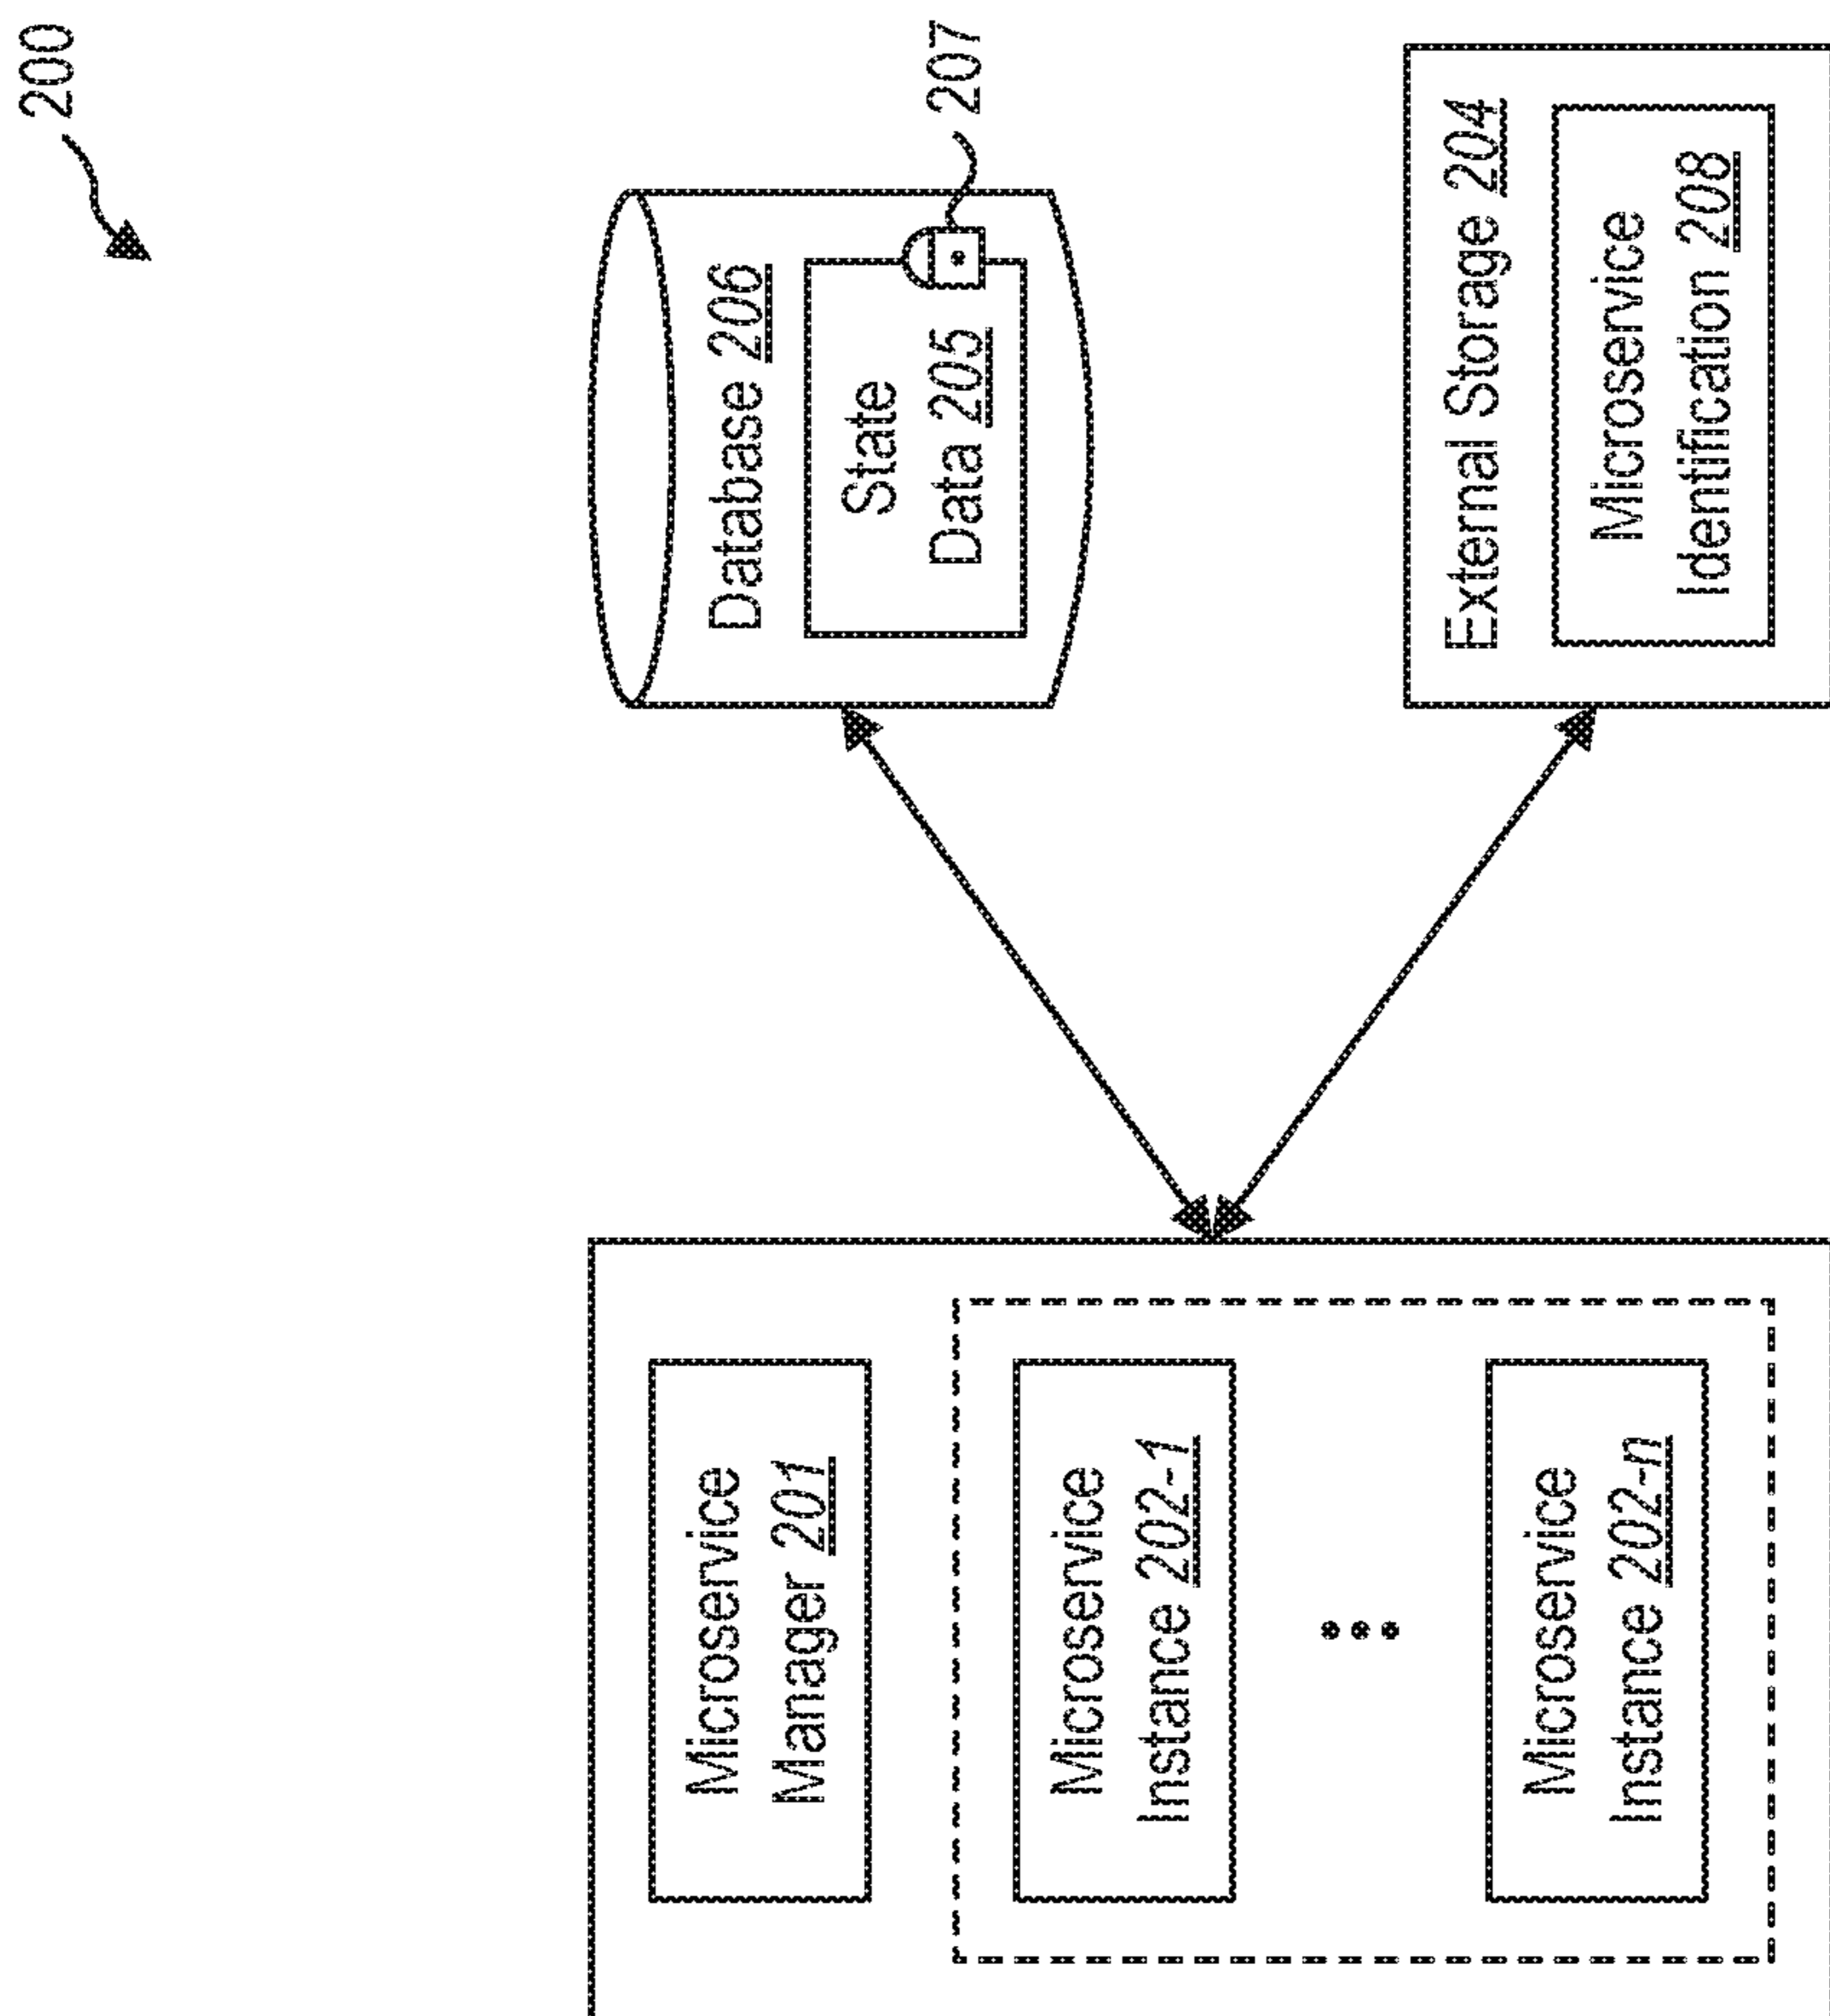 200
Microservice
Manager 201
Microservice
Instance 202-1
Microservice
Instance 202-n
Database 206
State
Data 205
207
External Storage 204
Microservice
Identification 208